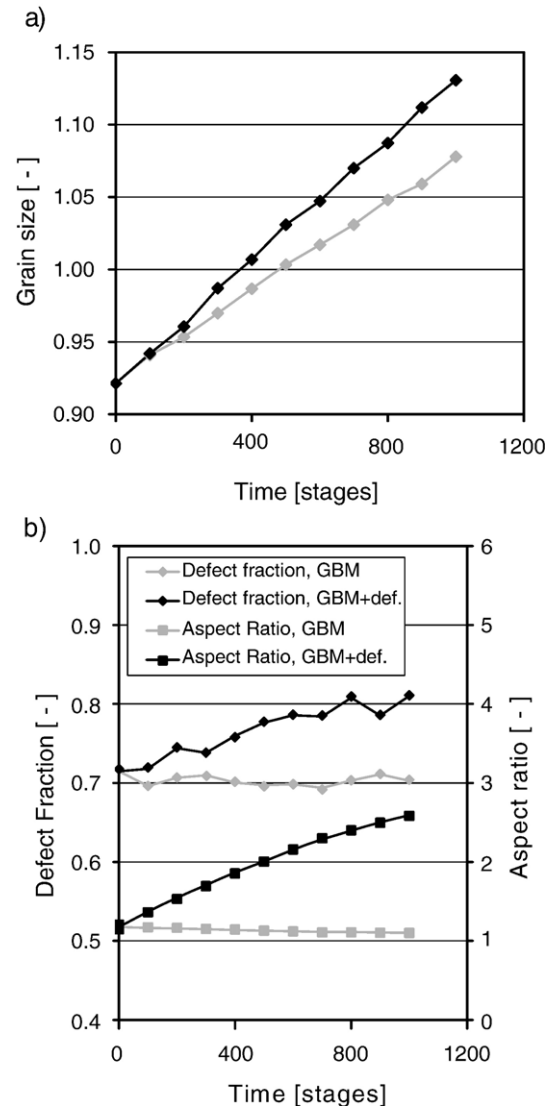 a)
1.15
1.10
1.05
1.00
0.95
0.90
Grain size [ - ]
0 400 800 1200
Time [stages]
b)
1.0 6
0.9 5
0.8 4
0.7 3
0.6 2
0.5 1
0.4 0
Defect fraction, GBM
Defect fraction, GBM+def.
Aspect Ratio, GBM
Aspect Ratio, GBM+def.
Defect Fraction [ - ]
Aspect ratio [ - ]
0 400 800 1200
Time [stages]